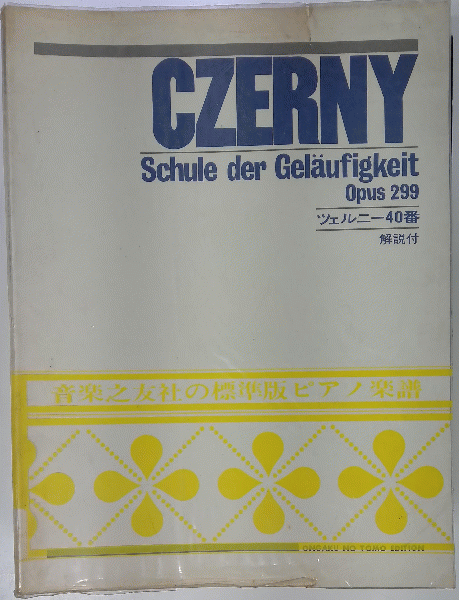 CZERNY
Schule der Geläufigkeit
Opus 299
ツェルニー40番
解説付
音楽之友社の標準版ピアノ楽譜
ONGAKU NO TOMO EDITION